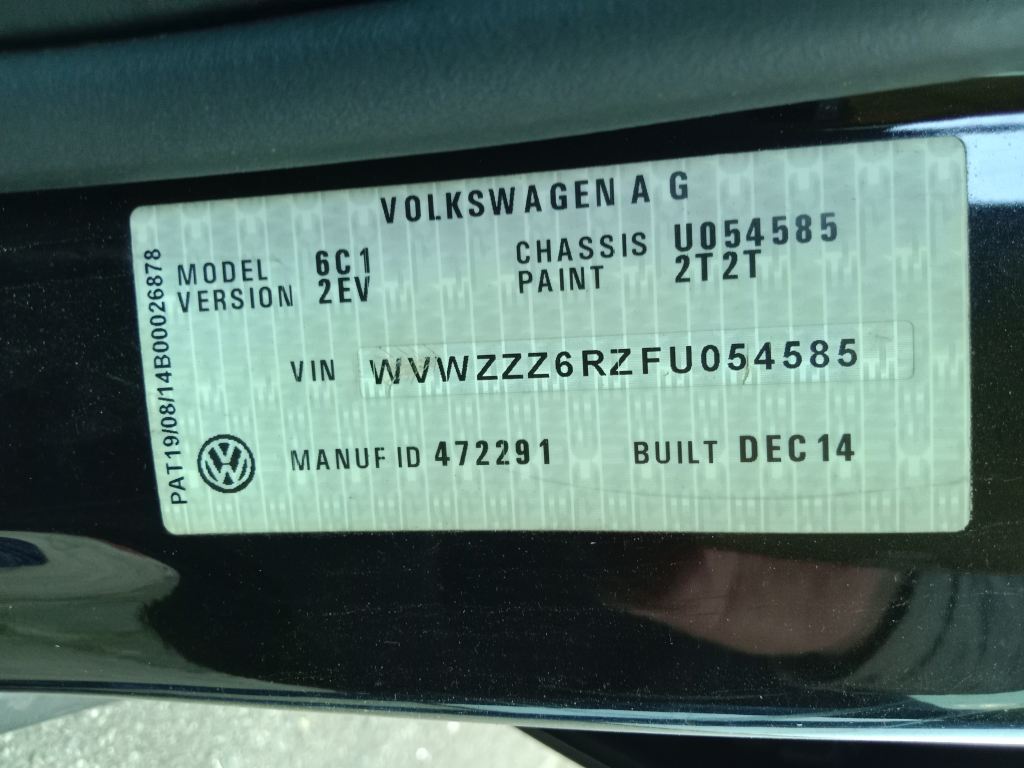 VOLKSWAGEN A G
MODEL 6C1 CHASSIS U054585
VERSION 2EV PAINT 2T2T
VIN WVWZZZ6RZFU054585
MANUF ID 472291 BUILT DEC 14
PAT19/08/14B00026878